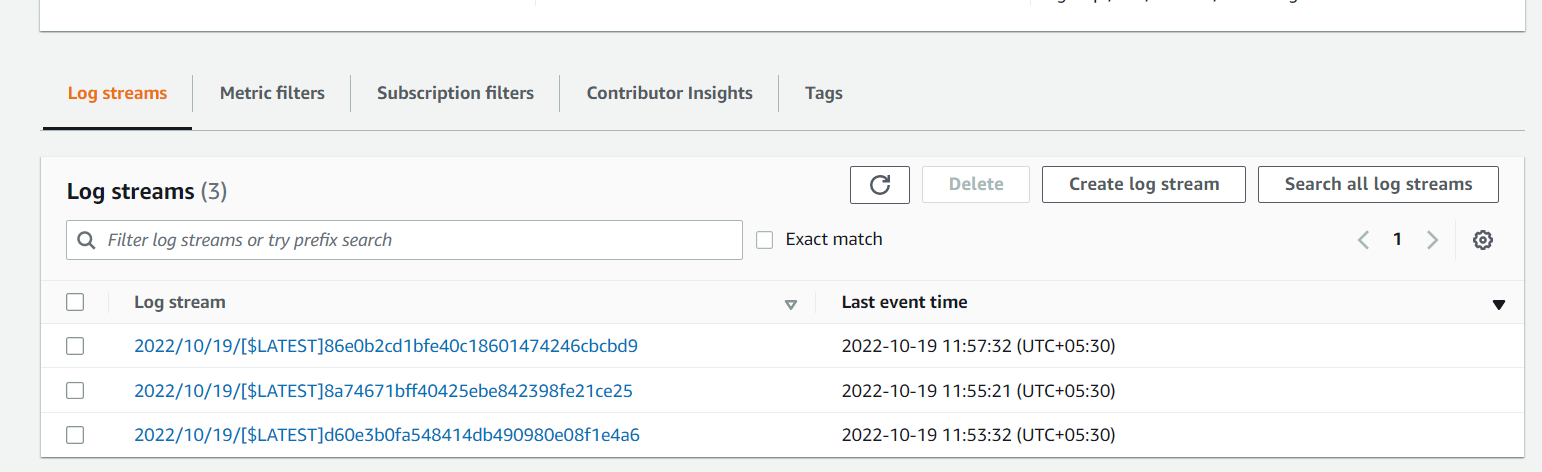 Log streams
Metric filters
Subscription filters
Contributor Insights
Tags
Log streams (3)
Delete
Create log stream
Search all log streams
Filter log streams or try prefix search
Exact match
1
Log stream
Last event time
2022/10/19/[$LATEST]86e0b2cd1bfe40c18601474246cbcbd9
2022-10-19 11:57:32 (UTC+05:30)
2022/10/19/[$LATEST]8a74671bff40425ebe842398fe21ce25
2022-10-19 11:55:21 (UTC+05:30)
2022/10/19/[$LATEST]d60e3b0fa548414db490980e08f1e4a6
2022-10-19 11:53:32 (UTC+05:30)